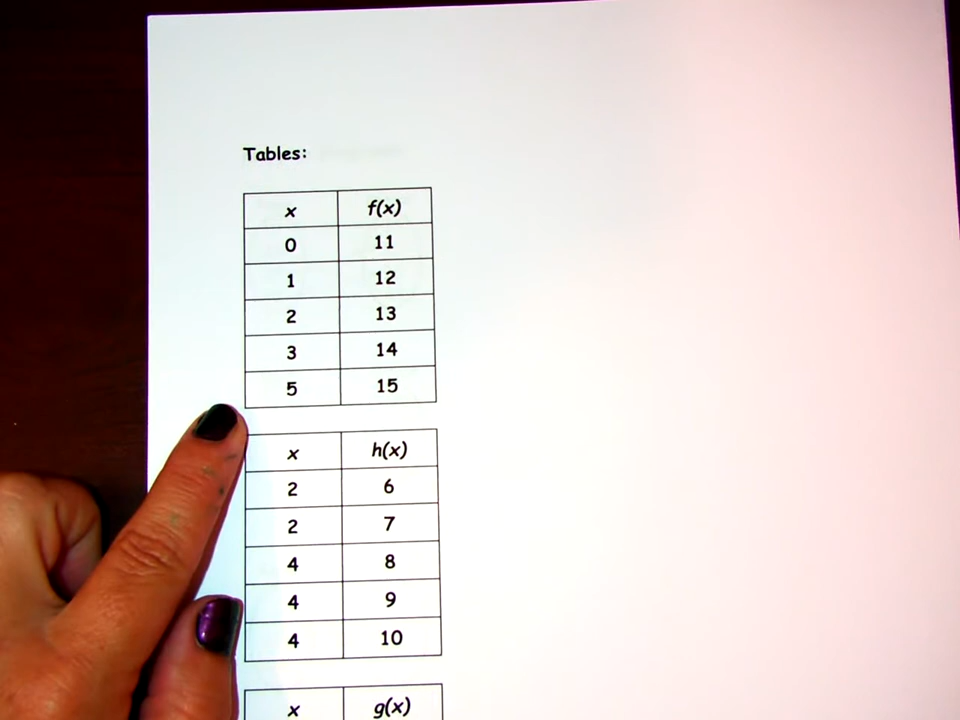 Tables:
x f(x)
0 11
1 12
2 13
3 14
5 15
x h(x)
2 6
2 7
4 8
4 9
4 10
x g(x)